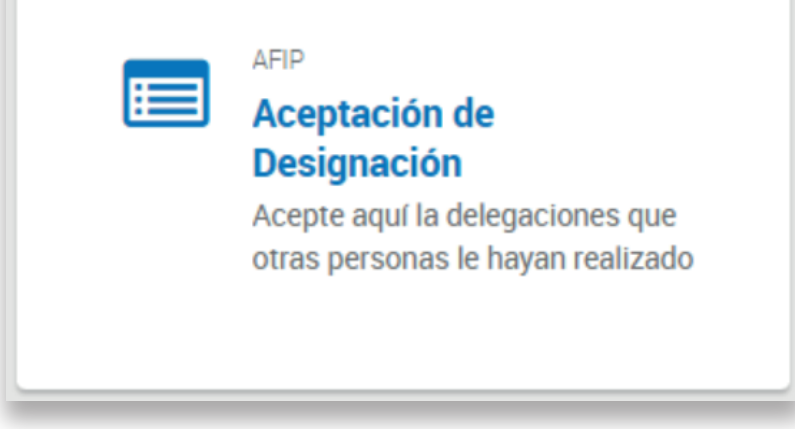 AFIP
Aceptación de
Designación
Acepte aquí la delegaciones que
otras personas le hayan realizado